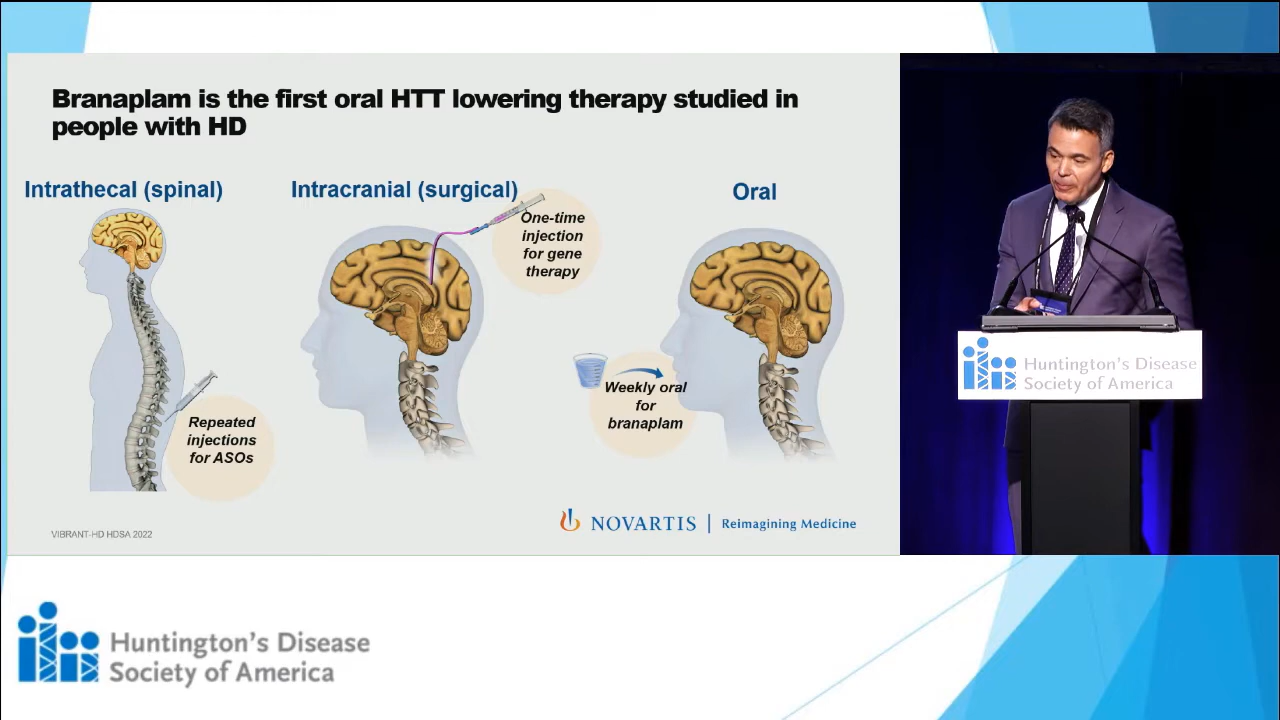 Branaplam is the first oral HTT lowering therapy studied in
people with HD
Intrathecal (spinal)
Intracranial (surgical)
Oral
One-time
injection
for gene
therapy
Weekly oral
for
branaplam
Repeated
injections
for ASOs
VIBRANT-HD HDSA 2022
NOVARTIS | Reimagining Medicine
Huntington's Disease
Society of America
Huntington's Disease
Society of America